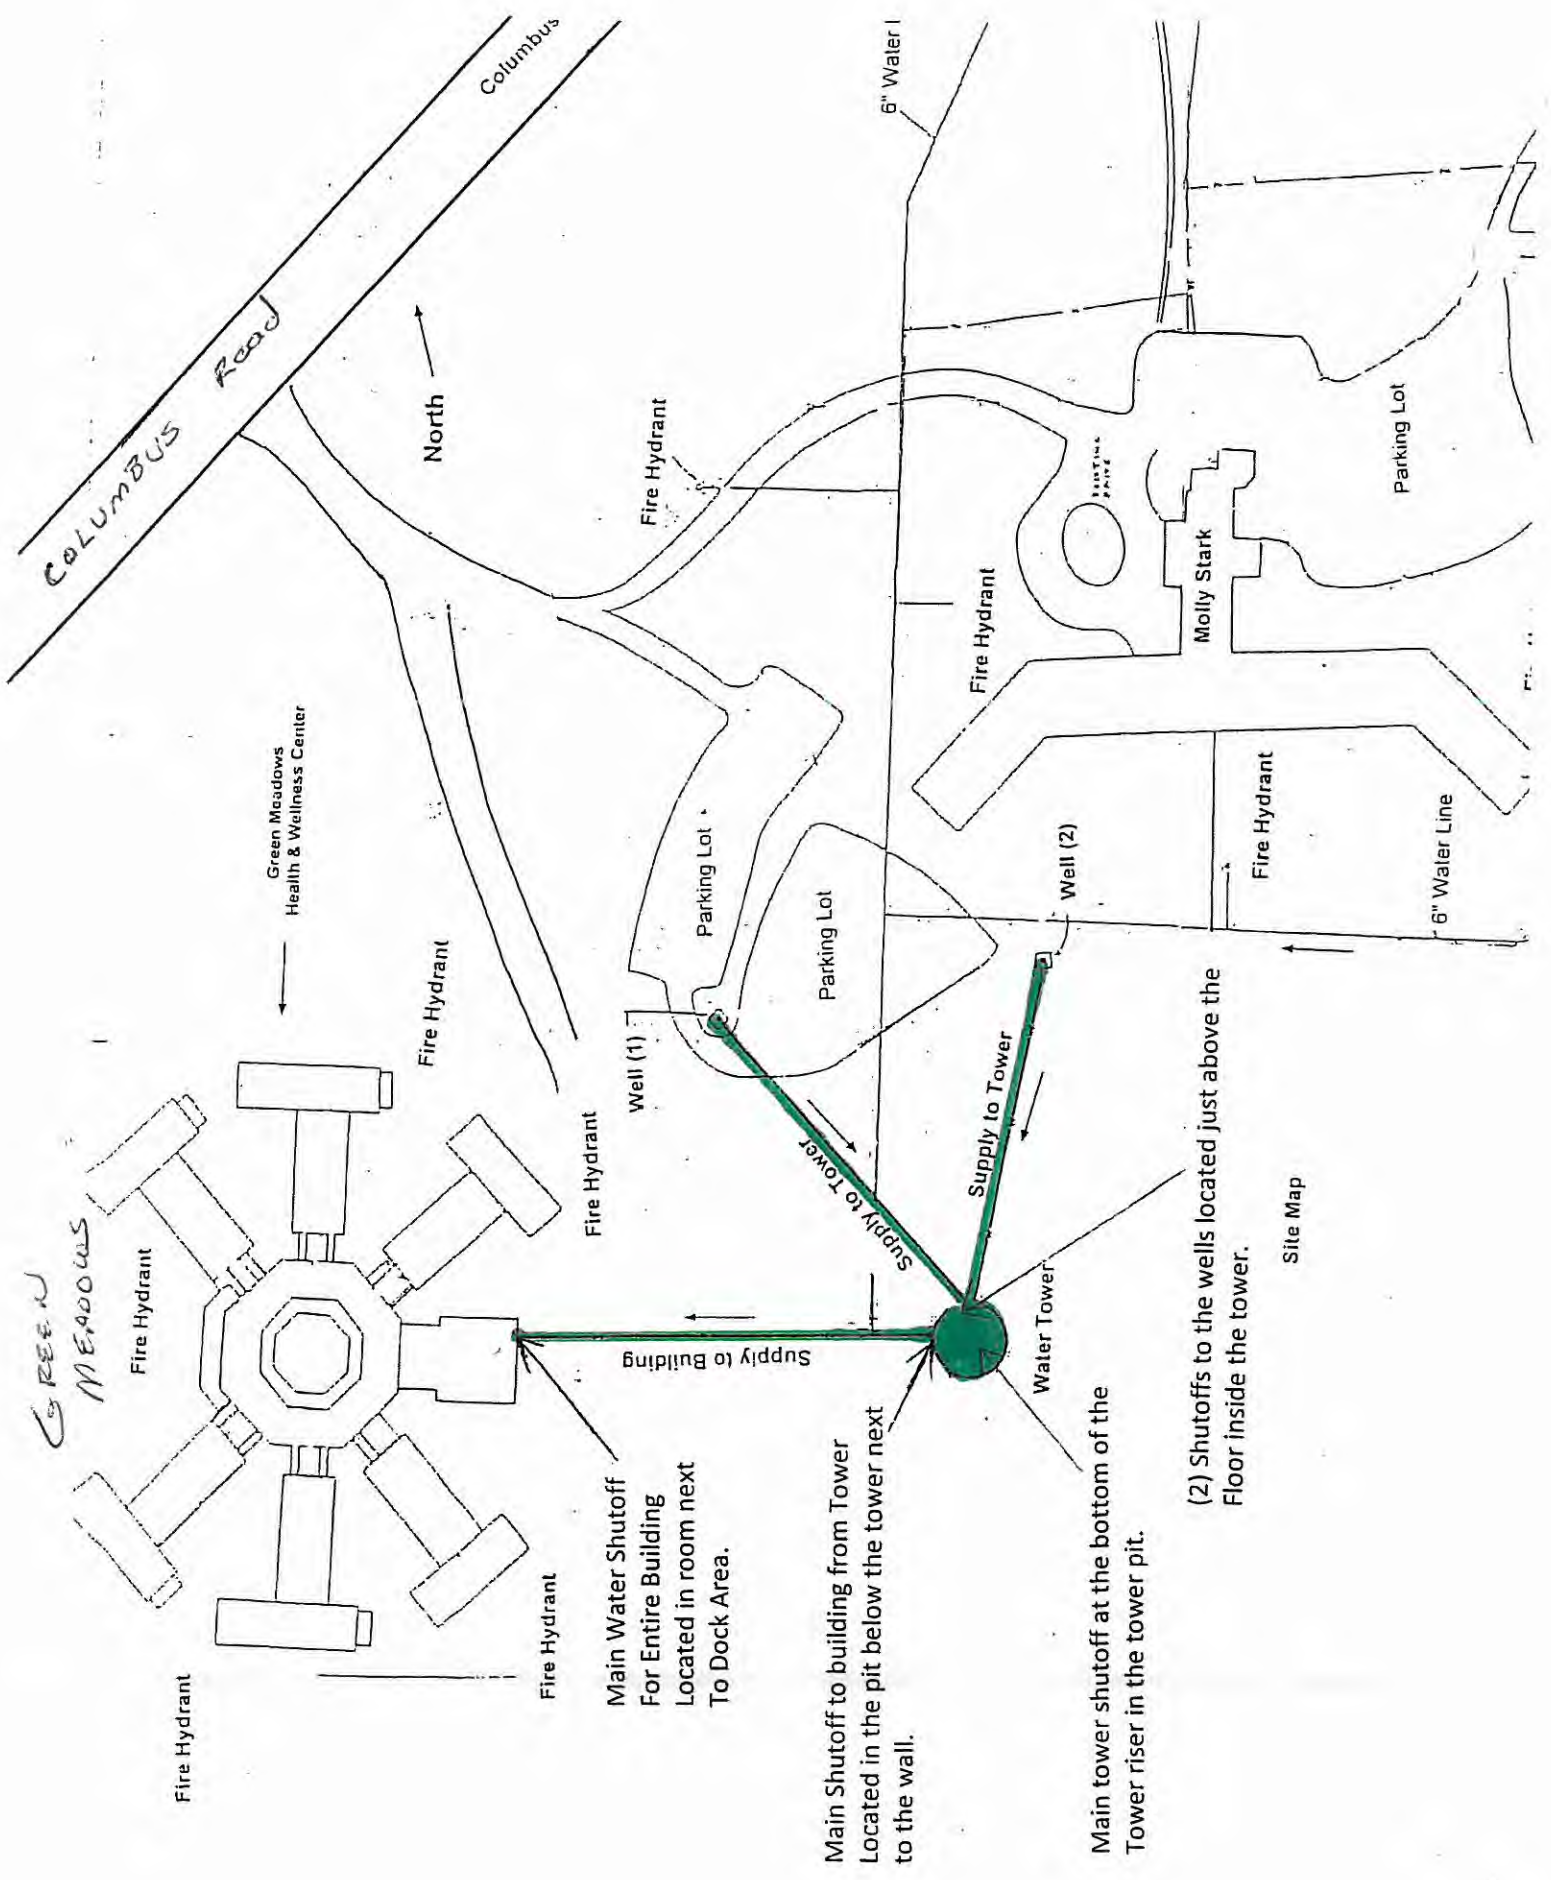 GREEN
MEADOWS
COLUMBUS Road
Columbus
Green Meadows
Health & Wellness Center
North
Fire Hydrant
Fire Hydrant
Fire Hydrant
Fire Hydrant
Fire Hydrant
Main Water Shutoff
For Entire Building
Located in room next
To Dock Area.
Supply to Building
Well (1)
Parking Lot
Parking Lot
Fire Hydrant
6" Water l
Main Shutoff to building from Tower
Located in the pit below the tower next
to the wall.
Supply to Tower
Supply to Tower
Water Tower
Well (2)
Fire Hydrant
Molly Stark
Parking Lot
Main tower shutoff at the bottom of the
Tower riser in the tower pit.
(2) Shutoffs to the wells located just above the
Floor inside the tower.
Fire Hydrant
6" Water Line
Site Map